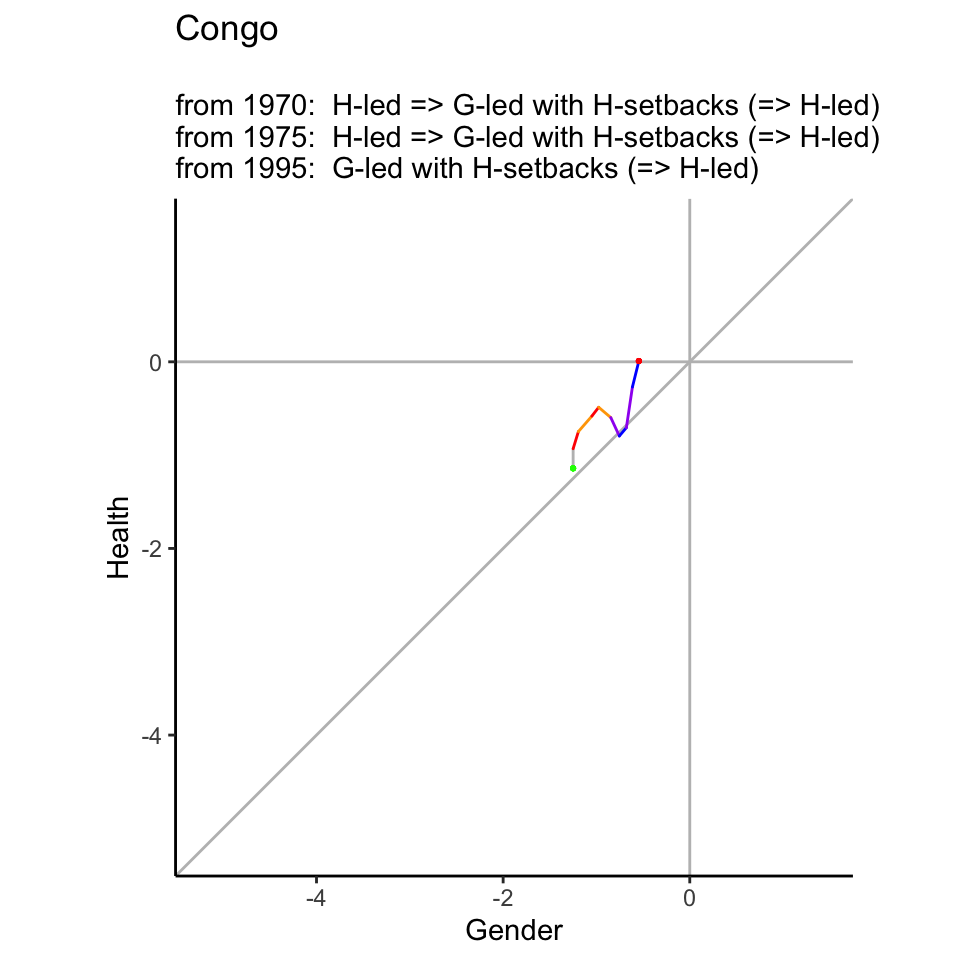 Congo
from 1970:  H-led => G-led with H-setbacks (=> H-led)
from 1975:  H-led => G-led with H-setbacks (=> H-led)
from 1995:  G-led with H-setbacks (=> H-led)
0
-2
-4
Health
-4
-2
0
Gender